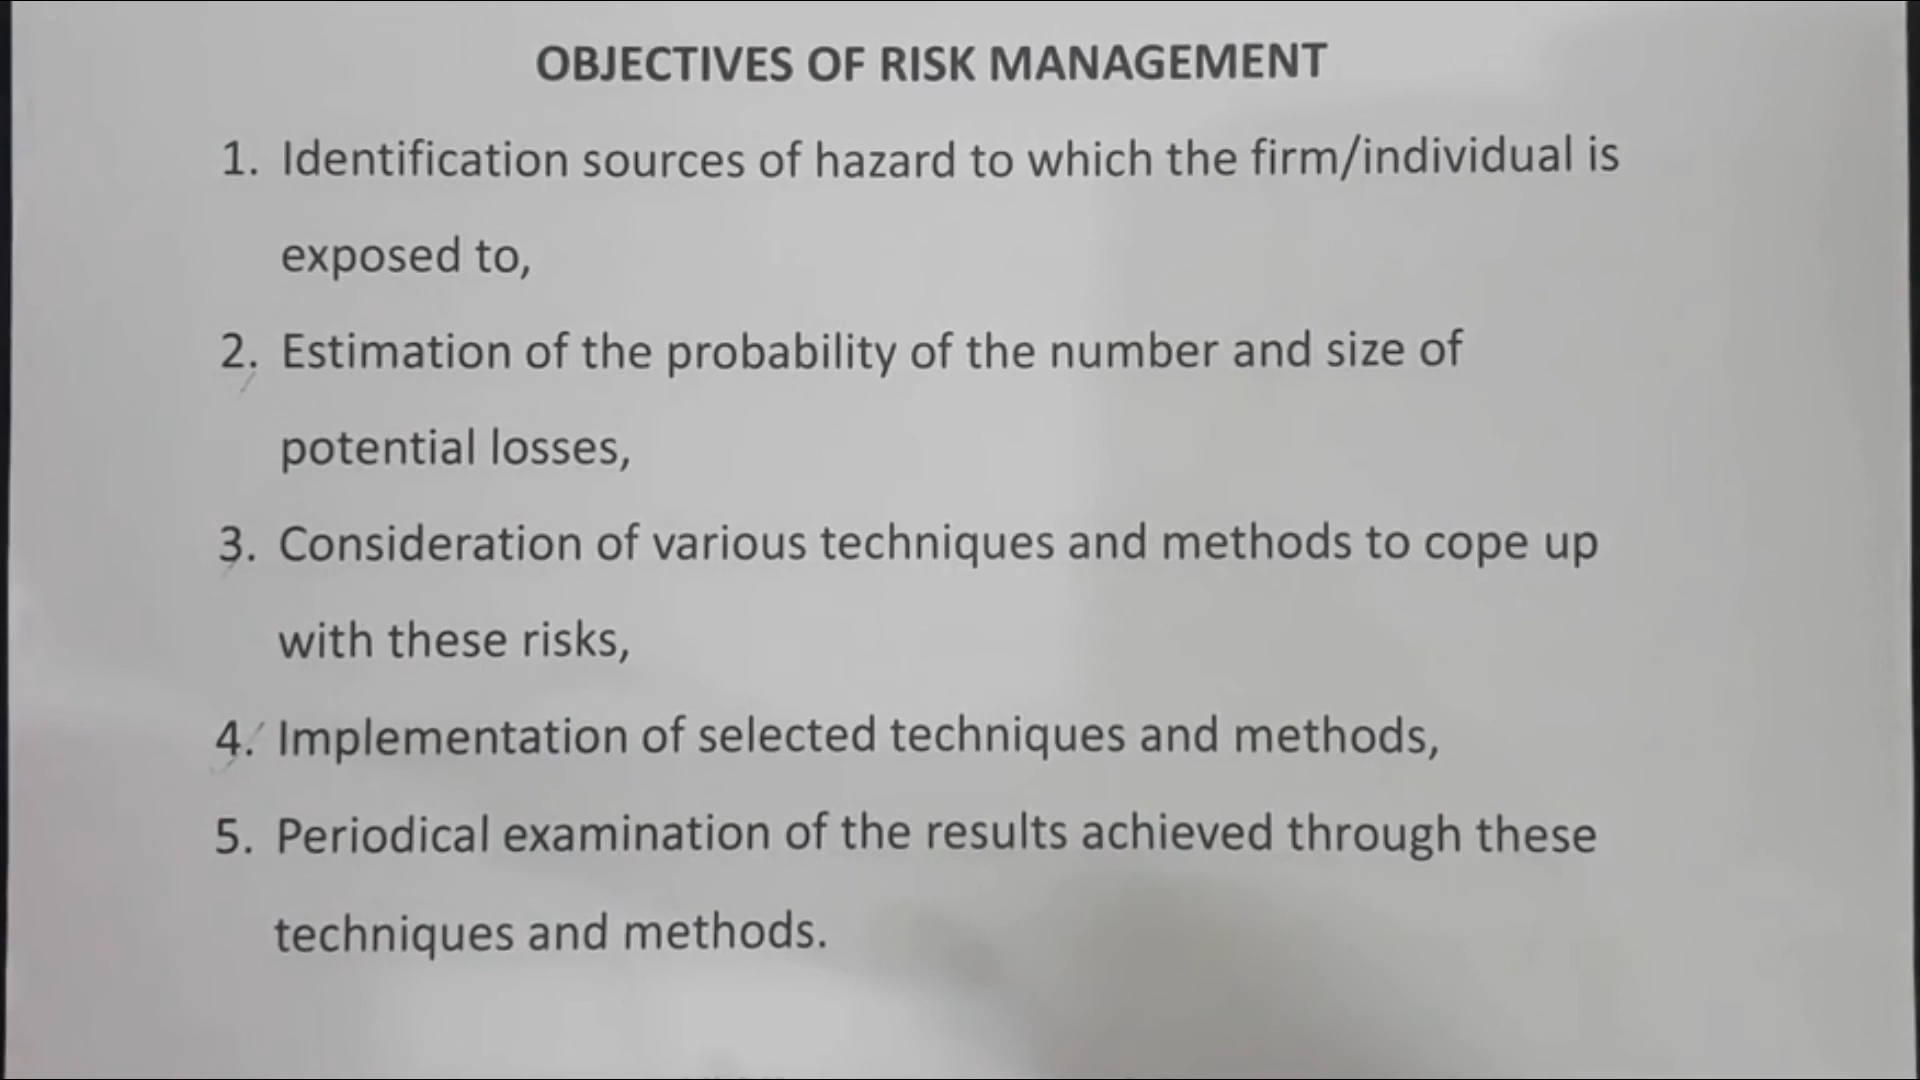 OBJECTIVES OF RISK MANAGEMENT
1. Identification sources of hazard to which the firm/individual is
exposed to,
2. Estimation of the probability of the number and size of
potential losses,
3. Consideration of various techniques and methods to cope up
with these risks,
4. Implementation of selected techniques and methods,
5. Periodical examination of the results achieved through these
techniques and methods.